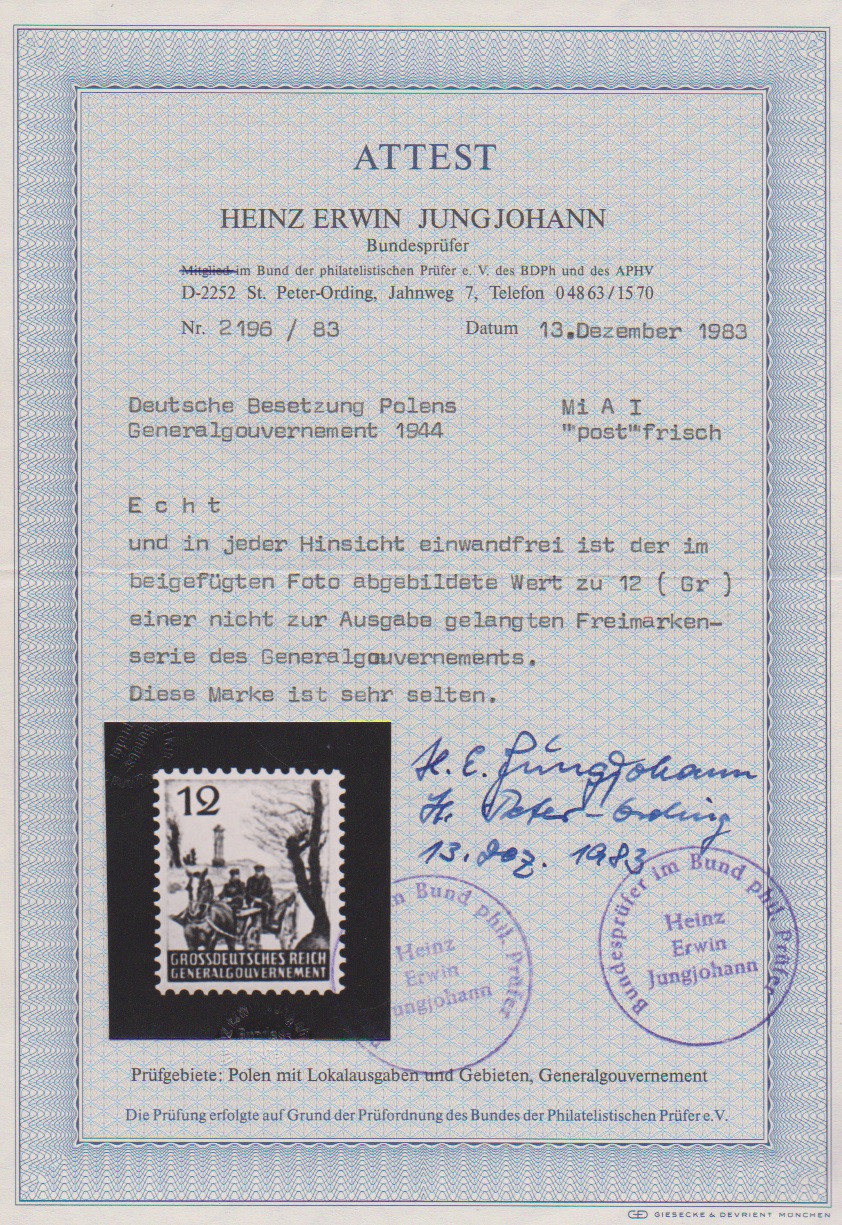 ATTEST
HEINZ ERWIN JUNGJOHANN
Bundesprüfer
Mitglied im Bund der philatelistischen Prüfer e. V. des BDPh und des APHV
D-2252 St. Peter-Ording, Jahnweg 7, Telefon 04863/1570
Nr. 2196 / 83 Datum 13.Dezember 1983
Deutsche Besetzung Polens MiA I
Generalgouvernement 1944 "'post"'frisch
E c h t
und in jeder Hinsicht einwandfrei ist der im
beigefügten Foto abgebildete Wert zu 12 ( Gr )
einer nicht zur Ausgabe gelangten Freimarken-
serie des Generalgouvernements.
Diese Marke ist sehr selten.
H. E. Jungjohann
St. Peter-Ording
13. Dez. 1983
12
GROSSDEUTSCHES REICH
GENERALGOUVERNEMENT
Bund phil. Prüfer
Heinz
Erwin
Jungjohann
Bundesprüfer im Bund phil. Prüfer
Heinz
Erwin
Jungjohann
Prüfgebiete: Polen mit Lokalausgaben und Gebieten, Generalgouvernement
Die Prüfung erfolgte auf Grund der Prüfordnung des Bundes der Philatelistischen Prüfer e.V.
GIESECKE & DEVRIENT MÜNCHEN